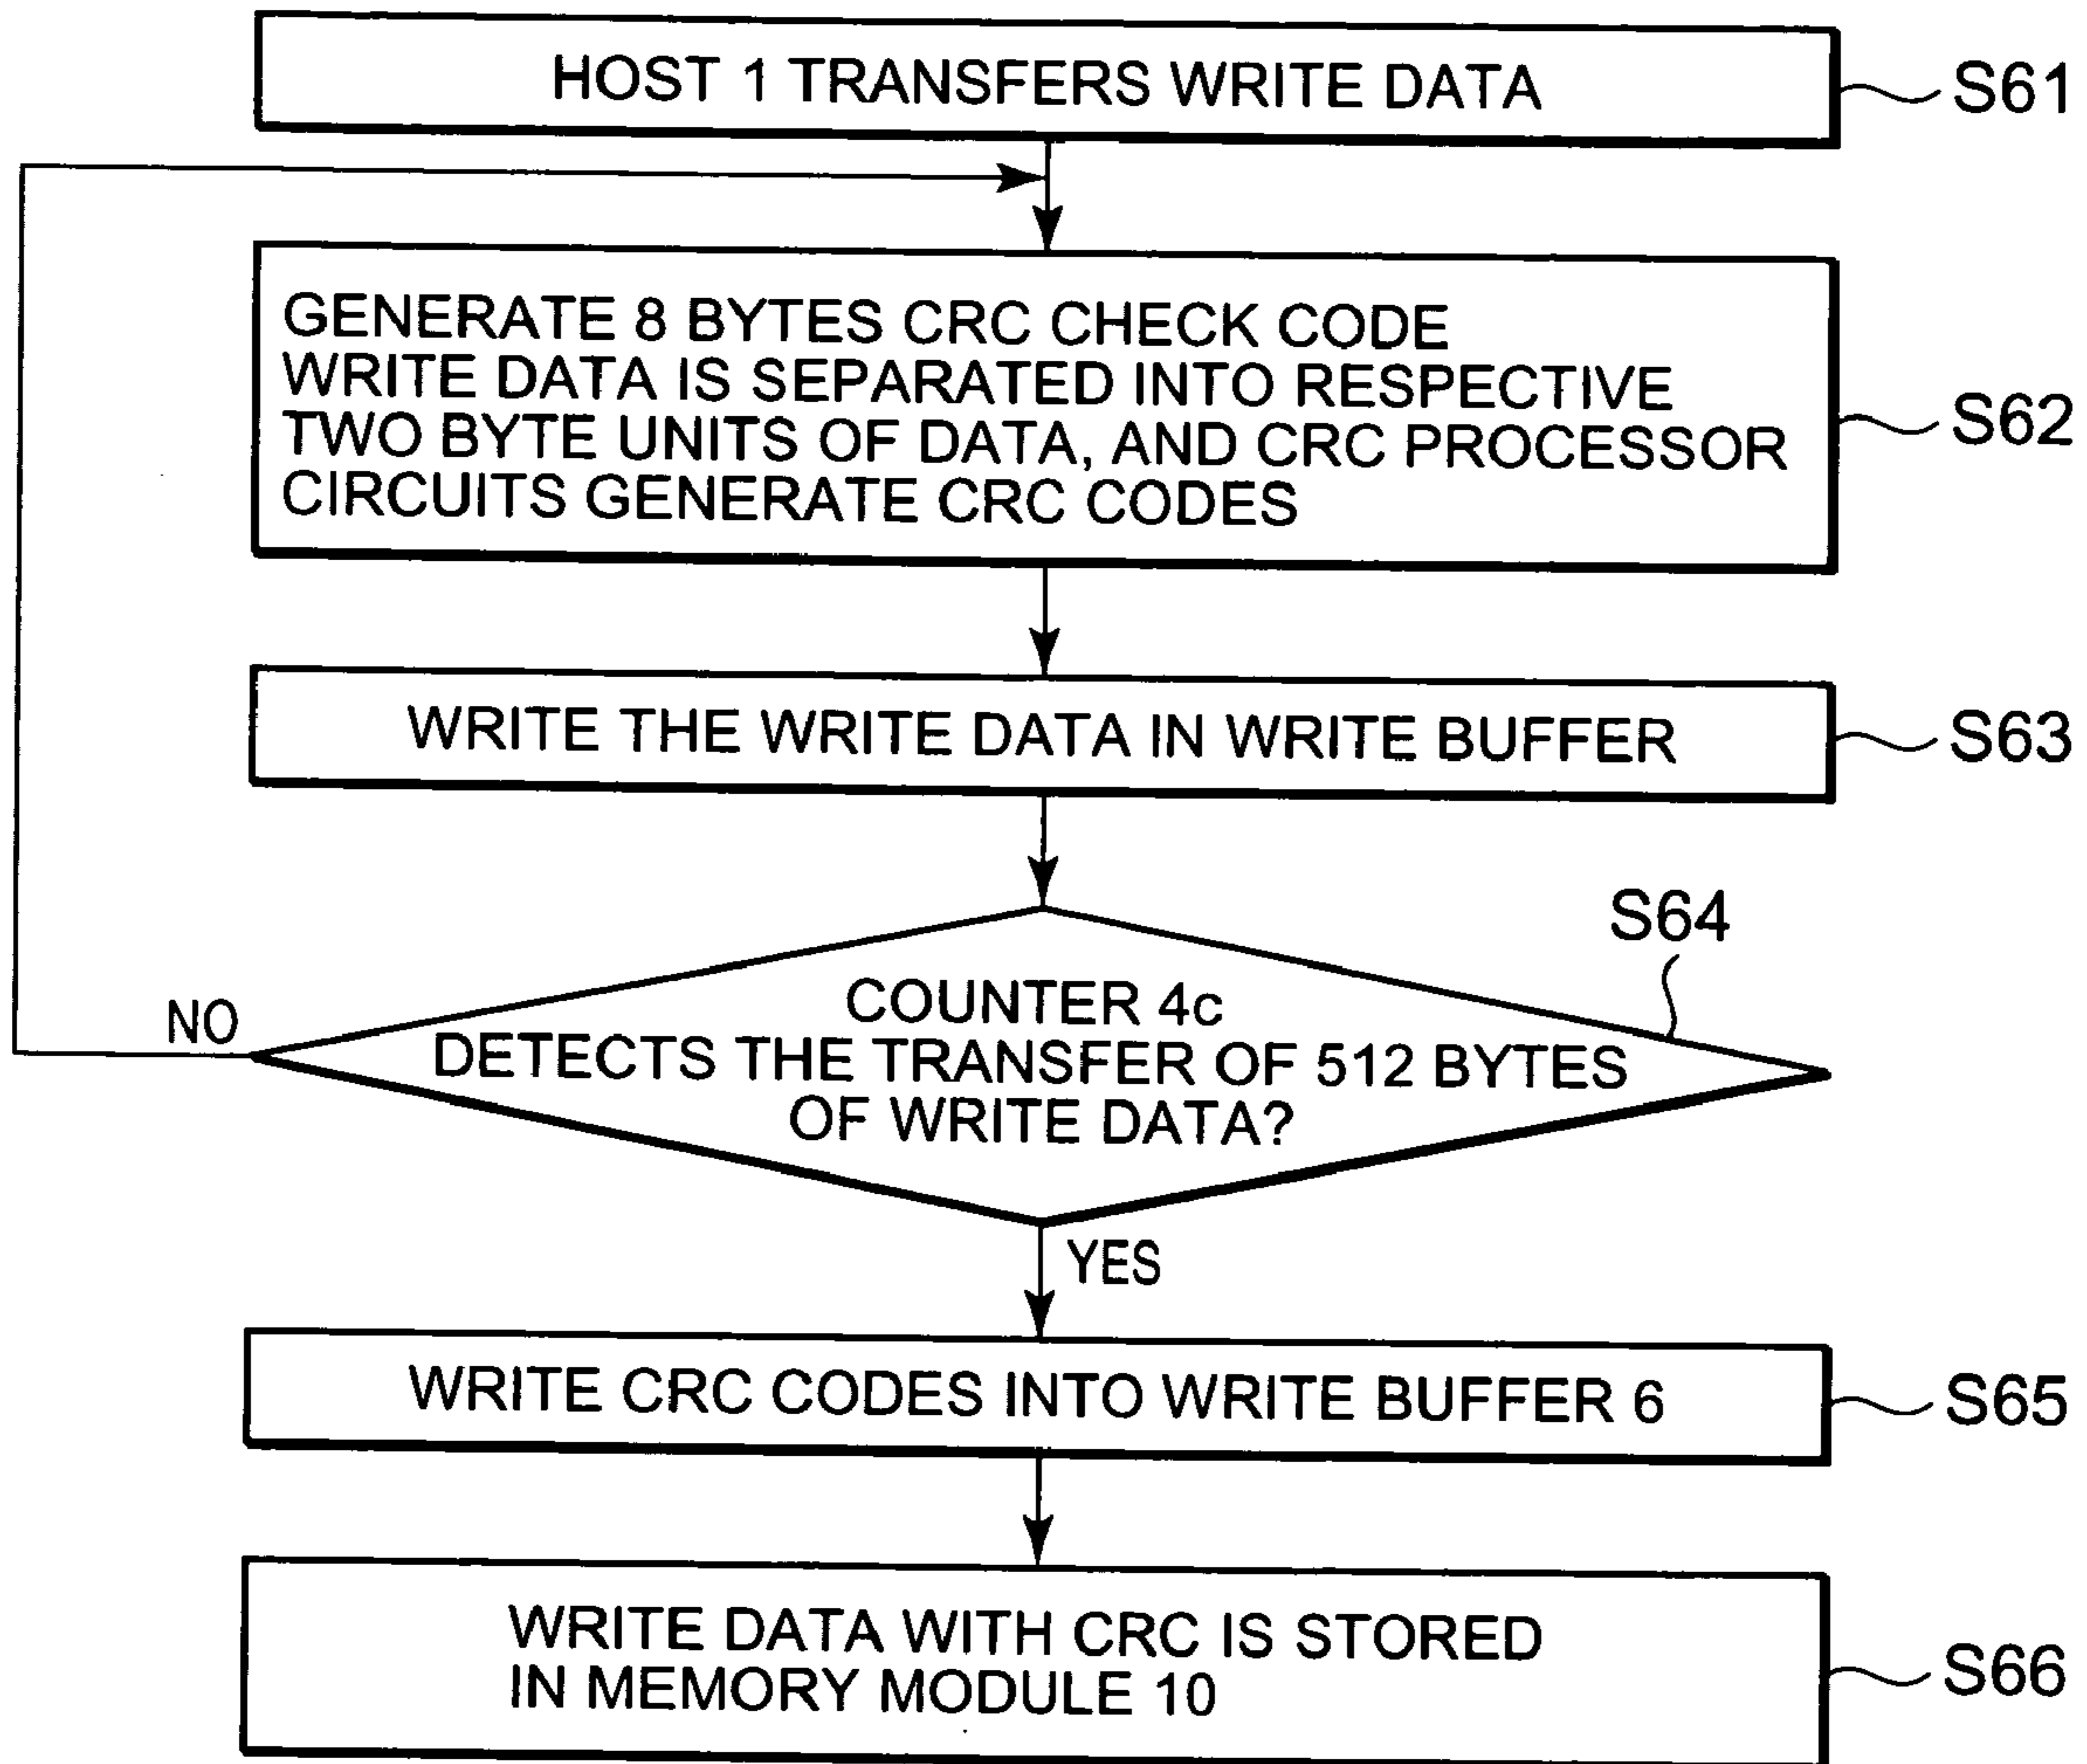 HOST 1 TRANSFERS WRITE DATA
S61
GENERATE 8 BYTES CRC CHECK CODE
WRITE DATA IS SEPARATED INTO RESPECTIVE
TWO BYTE UNITS OF DATA, AND CRC PROCESSOR
CIRCUITS GENERATE CRC CODES
S62
WRITE THE WRITE DATA IN WRITE BUFFER
S63
S64
COUNTER 4c
DETECTS THE TRANSFER OF 512 BYTES
OF WRITE DATA?
NO
YES
WRITE CRC CODES INTO WRITE BUFFER 6
S65
WRITE DATA WITH CRC IS STORED
IN MEMORY MODULE 10
S66